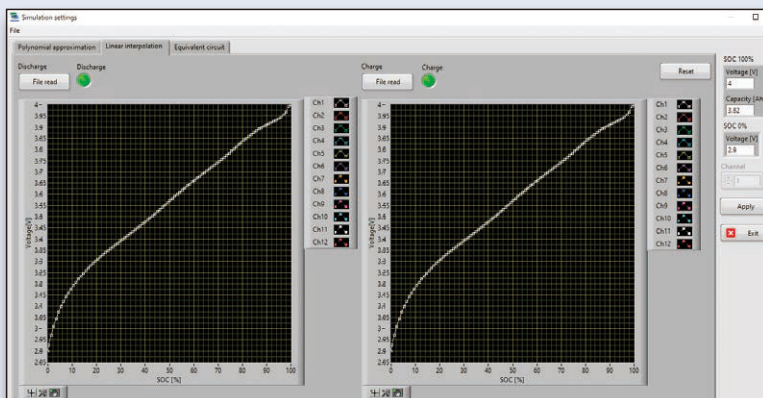 Simulation settings
File
Polynomial approximation
Linear interpolation
Equivalent circuit
Discharge
File read
Discharge
Voltage[V]
4
3.95
3.9
3.85
3.8
3.75
3.7
3.65
3.6
3.55
3.5
3.45
3.4
3.35
3.3
3.25
3.2
3.15
3.1
3.05
3
2.95
2.9
2.85
0 10 20 30 40 50 60 70 80 90 100
SOC [%]
Ch1
Ch2
Ch3
Ch4
Ch5
Ch6
Ch7
Ch8
Ch9
Ch10
Ch11
Ch12
Charge
File read
Charge
Reset
Voltage[V]
4
3.95
3.9
3.85
3.8
3.75
3.7
3.65
3.6
3.55
3.5
3.45
3.4
3.35
3.3
3.25
3.2
3.15
3.1
3.05
3
2.95
2.9
2.85
0 10 20 30 40 50 60 70 80 90 100
SOC [%]
Ch1
Ch2
Ch3
Ch4
Ch5
Ch6
Ch7
Ch8
Ch9
Ch10
Ch11
Ch12
SOC 100%
Voltage [V]
4
Capacity [Ah
3.82
SOC 0%
Voltage [V]
2.9
Channel
Apply
Exit